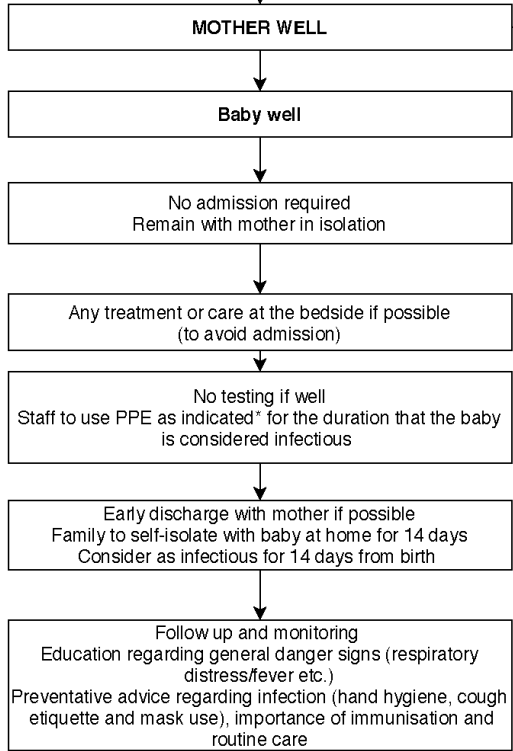 MOTHER WELL
Baby well
No admission required
Remain with mother in isolation
Any treatment or care at the bedside if possible
(to avoid admission)
No testing if well
Staff to use PPE as indicated* for the duration that the baby
is considered infectious
Early discharge with mother if possible
Family to self-isolate with baby at home for 14 days
Consider as infectious for 14 days from birth
Follow up and monitoring
Education regarding general danger signs (respiratory
distress/fever etc.)
Preventative advice regarding infection (hand hygiene, cough
etiquette and mask use), importance of immunisation and
routine care